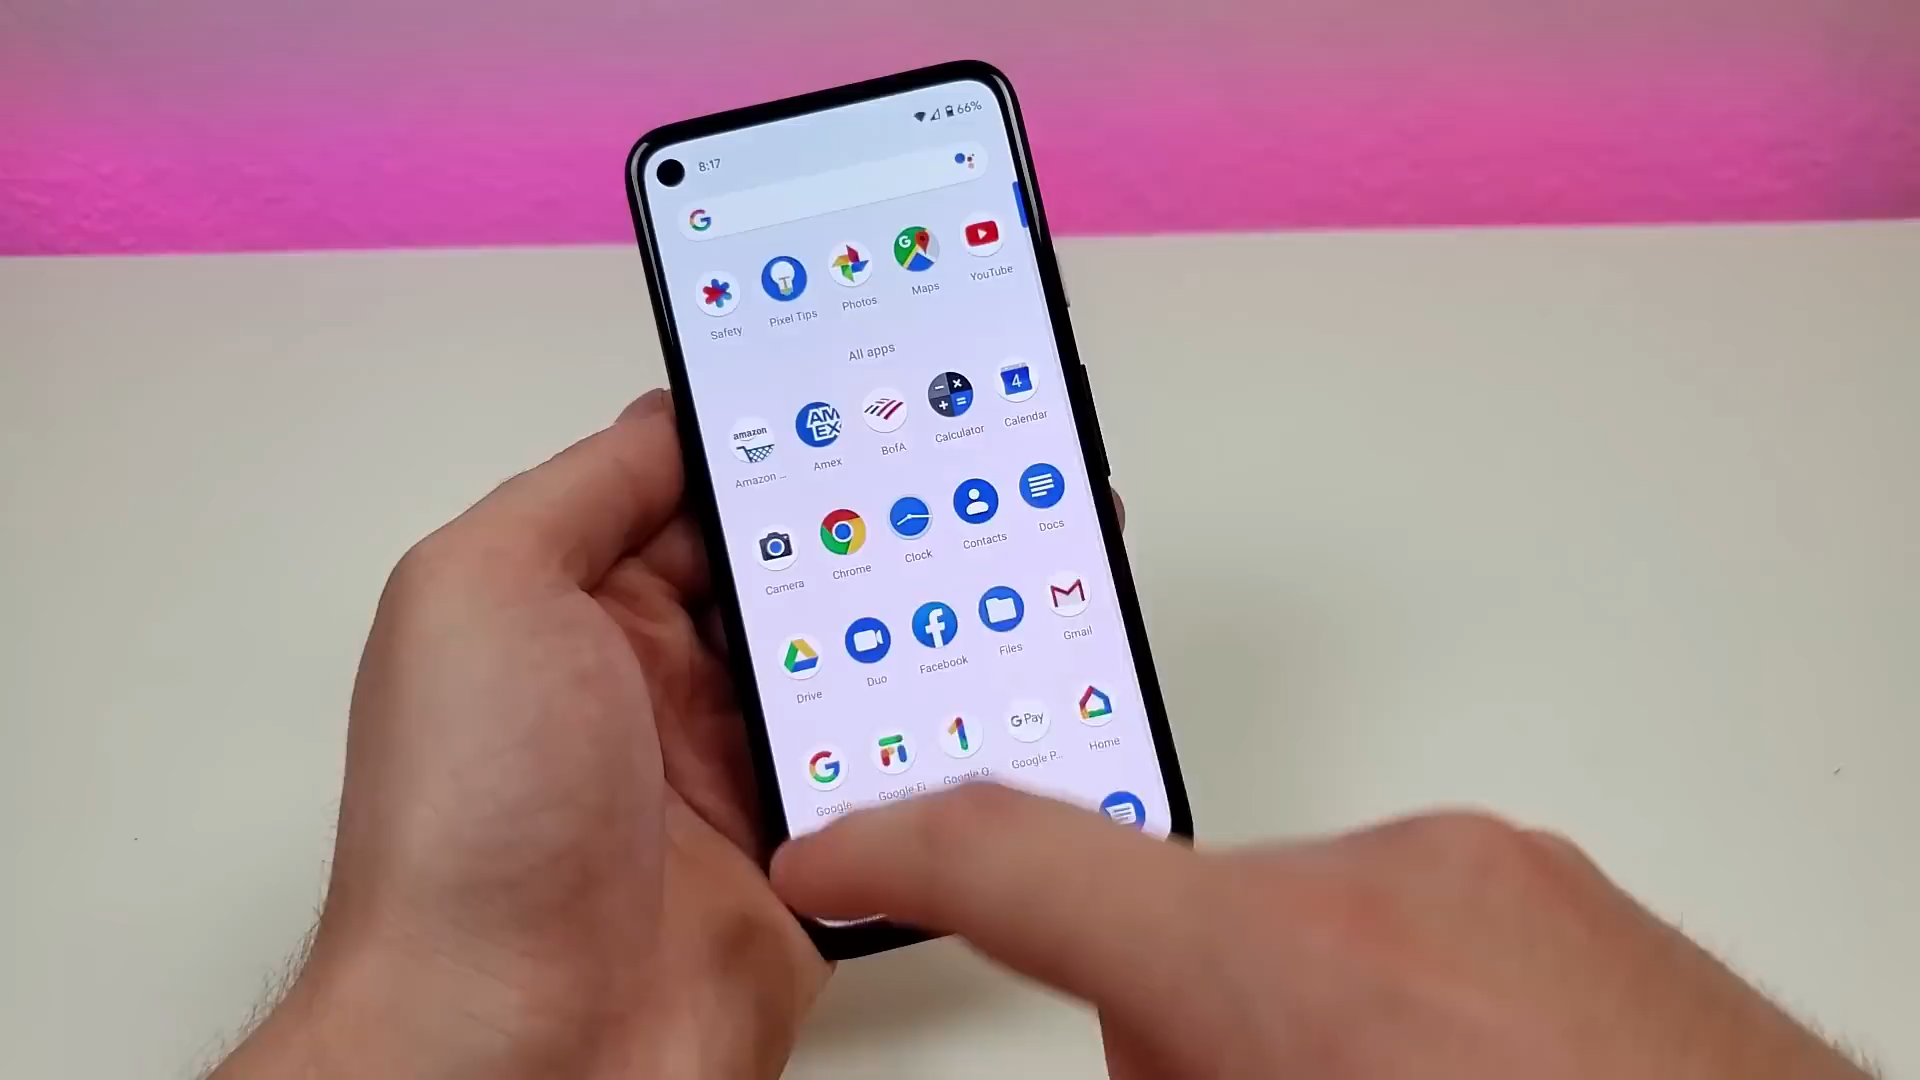 8:17
66%
G
Safety
Pixel Tips
Photos
Maps
YouTube
All apps
amazon
AM
EX
4
Amazon ...
Amex
BofA
Calculator
Calendar
Camera
Chrome
Clock
Contacts
Docs
Drive
Duo
Facebook
Files
Gmail
G Pay
Google
Google Fi
Google O...
Google P...
Home